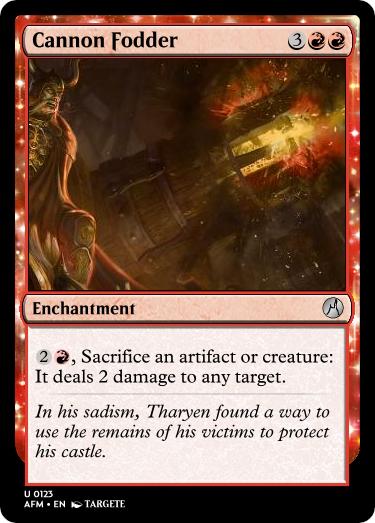 Cannon Fodder 3
Enchantment
2, Sacrifice an artifact or creature:
It deals 2 damage to any target.
In his sadism, Tharyen found a way to
use the remains of his victims to protect
his castle.
U 0123
AFM • EN TARGETE